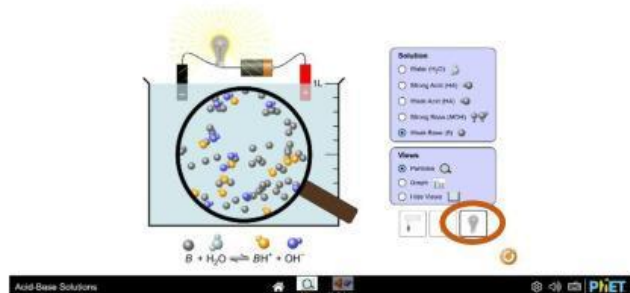 1L
Solution
Water (H₂O)
Strong Acid (HA)
Weak Acid (HA)
Strong Base (MOH)
Weak Base (B)
Views
Particles
Graph
Hide Views
B + H₂O ⇌ BH⁺ + OH⁻
Acid-Base Solutions
PhET